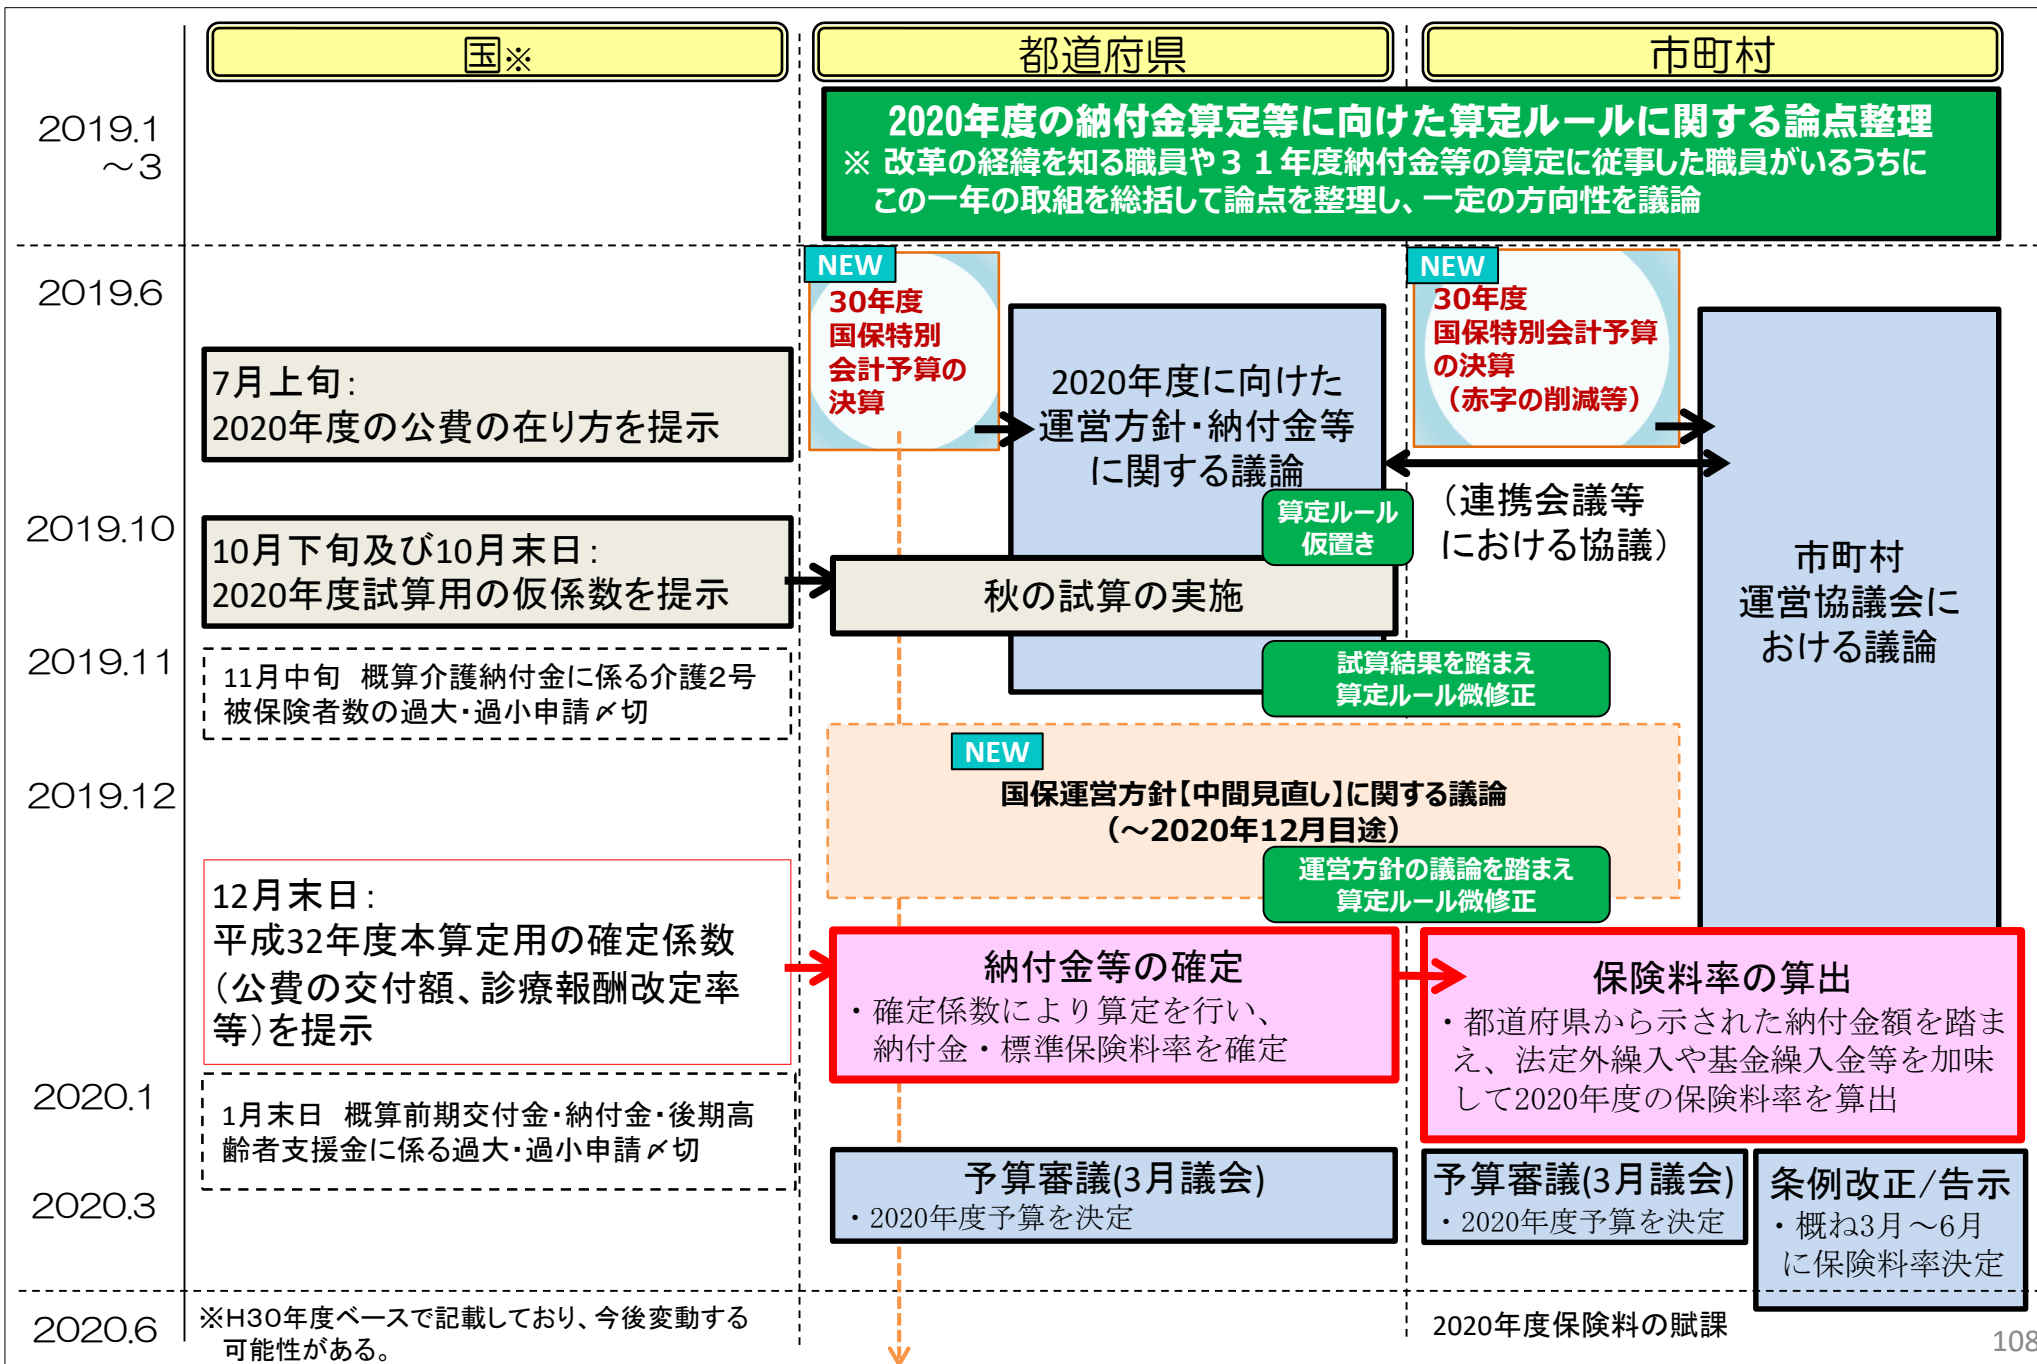 国※
都道府県
市町村
2019.1
～3
2020年度の納付金算定等に向けた算定ルールに関する論点整理
※ 改革の経緯を知る職員や３１年度納付金等の算定に従事した職員がいるうちに
この一年の取組を総括して論点を整理し、一定の方向性を議論
2019.6
7月上旬：
2020年度の公費の在り方を提示
NEW
30年度
国保特別
会計予算の
決算
2020年度に向けた
運営方針・納付金等
に関する議論
NEW
30年度
国保特別会計予算
の決算
（赤字の削減等）
（連携会議等
における協議）
市町村
運営協議会に
おける議論
2019.10
10月下旬及び10月末日：
2020年度試算用の仮係数を提示
算定ルール
仮置き
秋の試算の実施
2019.11
11月中旬　概算介護納付金に係る介護2号
被保険者数の過大・過小申請〆切
試算結果を踏まえ
算定ルール微修正
2019.12
NEW
国保運営方針【中間見直し】に関する議論
（～2020年12月目途）
運営方針の議論を踏まえ
算定ルール微修正
12月末日：
平成32年度本算定用の確定係数
（公費の交付額、診療報酬改定率
等）を提示
納付金等の確定
・確定係数により算定を行い、
納付金・標準保険料率を確定
保険料率の算出
・都道府県から示された納付金額を踏ま
え、法定外繰入や基金繰入金等を加味
して2020年度の保険料率を算出
2020.1
1月末日　概算前期交付金・納付金・後期高
齢者支援金に係る過大・過小申請〆切
2020.3
予算審議(3月議会)
・2020年度予算を決定
予算審議(3月議会)
・2020年度予算を決定
条例改正/告示
・概ね3月～6月
に保険料率決定
2020.6
※H30年度ベースで記載しており、今後変動する
可能性がある。
2020年度保険料の賦課
108